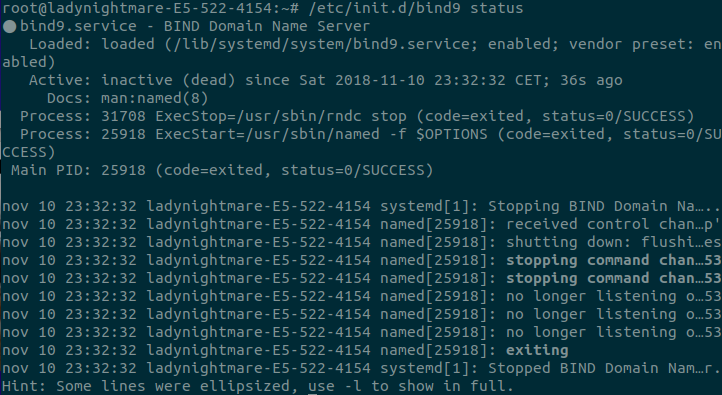 root@ladynightmare-E5-522-4154:~# /etc/init.d/bind9 status
●bind9.service - BIND Domain Name Server
   Loaded: loaded (/lib/systemd/system/bind9.service; enabled; vendor preset: en
abled)
   Active: inactive (dead) since Sat 2018-11-10 23:32:32 CET; 36s ago
     Docs: man:named(8)
  Process: 31708 ExecStop=/usr/sbin/rndc stop (code=exited, status=0/SUCCESS)
  Process: 25918 ExecStart=/usr/sbin/named -f $OPTIONS (code=exited, status=0/SU
CCESS)
 Main PID: 25918 (code=exited, status=0/SUCCESS)

nov 10 23:32:32 ladynightmare-E5-522-4154 systemd[1]: Stopping BIND Domain Na…...
nov 10 23:32:32 ladynightmare-E5-522-4154 named[25918]: received control chan…p'
nov 10 23:32:32 ladynightmare-E5-522-4154 named[25918]: shutting down: flushi…es
nov 10 23:32:32 ladynightmare-E5-522-4154 named[25918]: stopping command chan…53
nov 10 23:32:32 ladynightmare-E5-522-4154 named[25918]: stopping command chan…53
nov 10 23:32:32 ladynightmare-E5-522-4154 named[25918]: no longer listening o…53
nov 10 23:32:32 ladynightmare-E5-522-4154 named[25918]: no longer listening o…53
nov 10 23:32:32 ladynightmare-E5-522-4154 named[25918]: no longer listening o…53
nov 10 23:32:32 ladynightmare-E5-522-4154 named[25918]: exiting
nov 10 23:32:32 ladynightmare-E5-522-4154 systemd[1]: Stopped BIND Domain Nam…r.
Hint: Some lines were ellipsized, use -l to show in full.